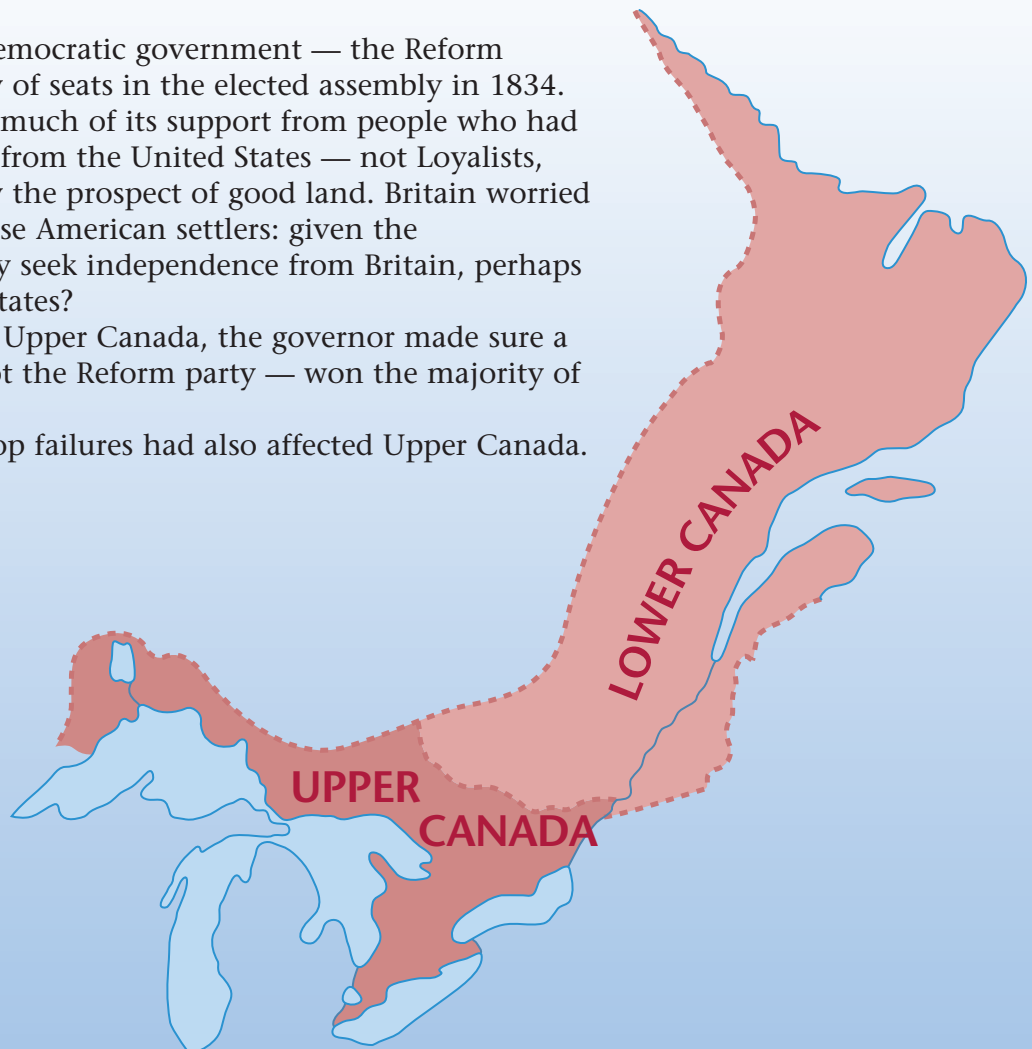 emocratic government — the Reform
of seats in the elected assembly in 1834.
much of its support from people who had
from the United States — not Loyalists,
the prospect of good land. Britain worried
se American settlers: given the
y seek independence from Britain, perhaps
tates?
Upper Canada, the governor made sure a
ot the Reform party — won the majority of
op failures had also affected Upper Canada.
LOWER CANADA
UPPER
CANADA